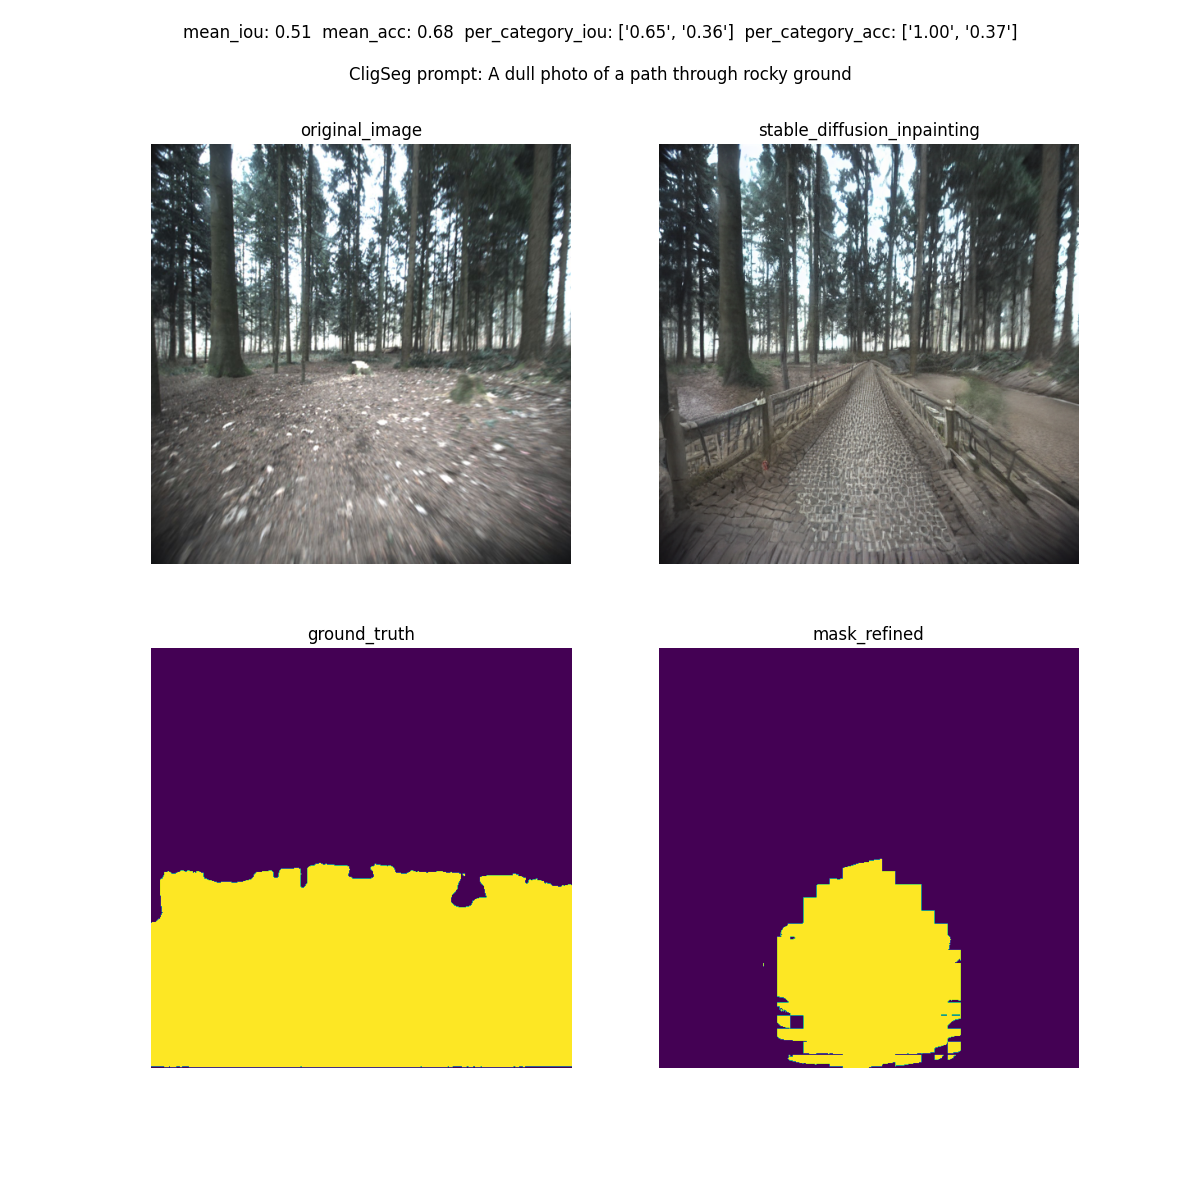 mean_iou: 0.51  mean_acc: 0.68  per_category_iou: ['0.65', '0.36']  per_category_acc: ['1.00', '0.37']
CligSeg prompt: A dull photo of a path through rocky ground
original_image
stable_diffusion_inpainting
ground_truth
mask_refined